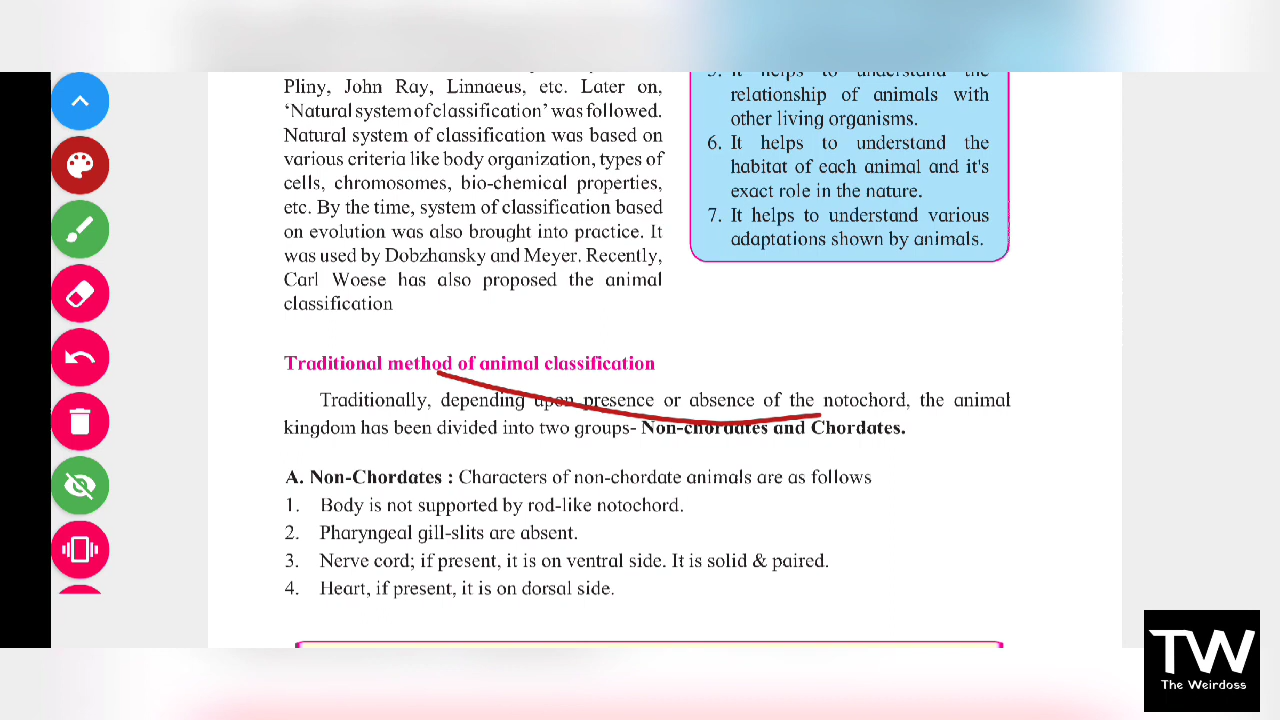 Pliny, John Ray, Linnaeus, etc. Later on,
‘Natural system of classification’ was followed.
Natural system of classification was based on
various criteria like body organization, types of
cells, chromosomes, bio-chemical properties,
etc. By the time, system of classification based
on evolution was also brought into practice. It
was used by Dobzhansky and Meyer. Recently,
Carl Woese has also proposed the animal
classification
5. It helps to understand the
relationship of animals with
other living organisms.
6. It helps to understand the
habitat of each animal and it's
exact role in the nature.
7. It helps to understand various
adaptations shown by animals.
Traditional method of animal classification
Traditionally, depending upon presence or absence of the notochord, the animal
kingdom has been divided into two groups- Non-chordates and Chordates.
A. Non-Chordates : Characters of non-chordate animals are as follows
1. Body is not supported by rod-like notochord.
2. Pharyngeal gill-slits are absent.
3. Nerve cord; if present, it is on ventral side. It is solid & paired.
4. Heart, if present, it is on dorsal side.
TW
The Weirdoss